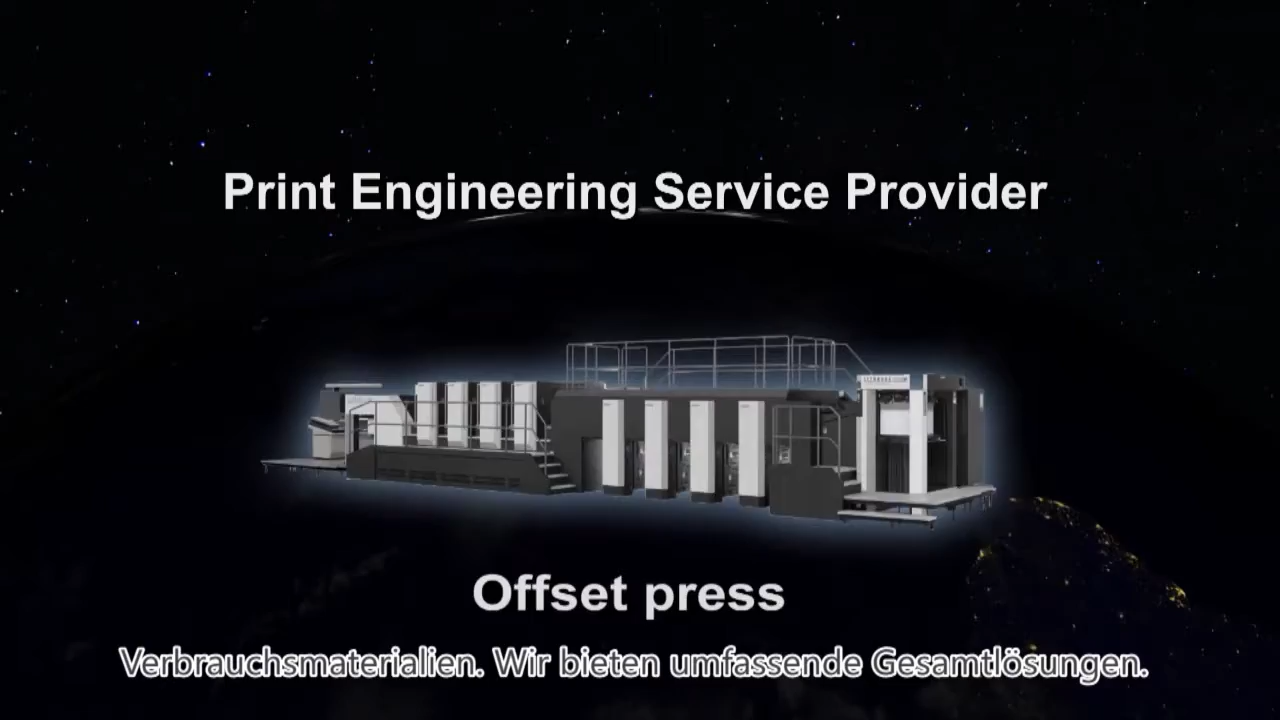 Print Engineering Service Provider
Offset press
Verbrauchsmaterialien. Wir bieten umfassende Gesamtlösungen.